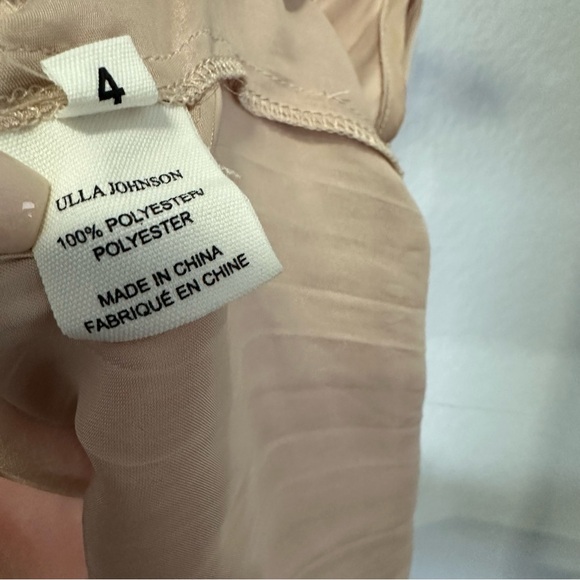 4
ULLA JOHNSON
100% POLYESTER/
POLYESTER
MADE IN CHINA
FABRIQUÉ EN CHINE